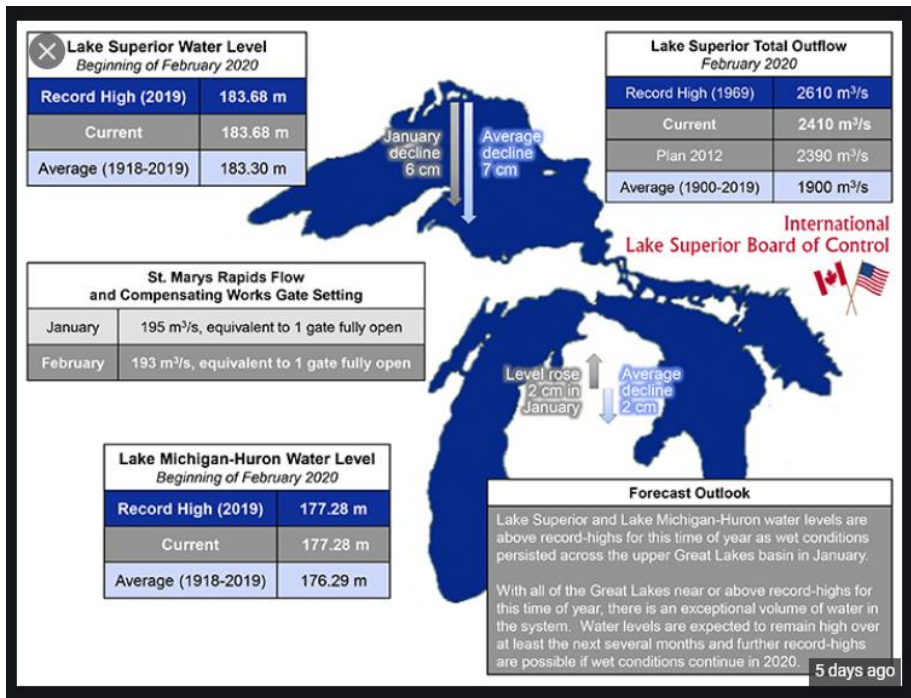 Lake Superior Water Level
Beginning of February 2020
Record High (2019) 183.68 m
Current 183.68 m
Average (1918-2019) 183.30 m
Lake Superior Total Outflow
February 2020
Record High (1969) 2610 m³/s
Current 2410 m³/s
Plan 2012 2390 m³/s
Average (1900-2019) 1900 m³/s
January
decline
6 cm
Average
decline
7 cm
International
Lake Superior Board of Control
St. Marys Rapids Flow
and Compensating Works Gate Setting
January 195 m³/s, equivalent to 1 gate fully open
February 193 m³/s, equivalent to 1 gate fully open
Level rose
2 cm in
January
Average
decline
2 cm
Lake Michigan-Huron Water Level
Beginning of February 2020
Record High (2019) 177.28 m
Current 177.28 m
Average (1918-2019) 176.29 m
Forecast Outlook
Lake Superior and Lake Michigan-Huron water levels are
above record-highs for this time of year as wet conditions
persisted across the upper Great Lakes basin in January.
With all of the Great Lakes near or above record-highs for
this time of year, there is an exceptional volume of water in
the system. Water levels are expected to remain high over
at least the next several months and further record-highs
are possible if wet conditions continue in 2020.
5 days ago